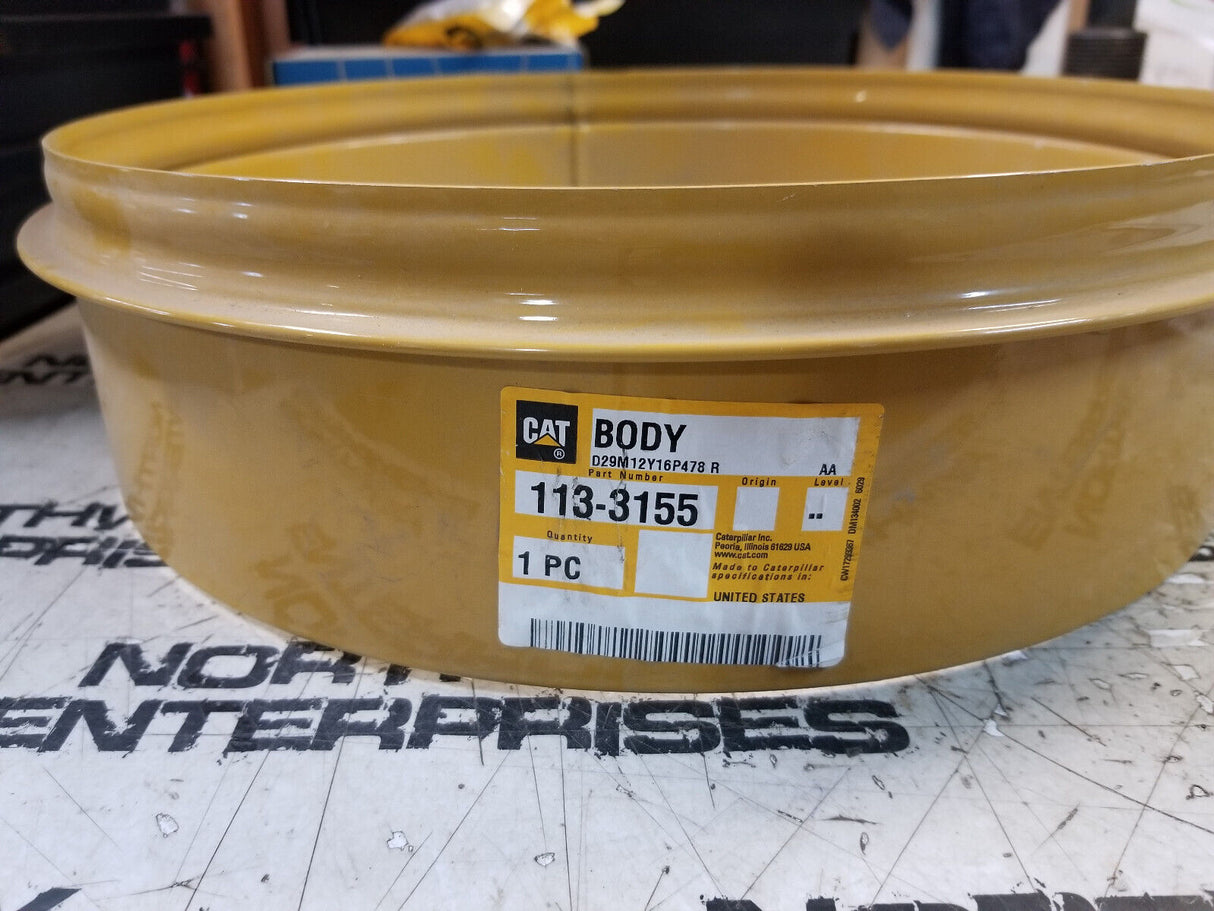 CAT
®
BODY
D29M12Y16P478 R
AA
Part Number
Origin
Level
113-3155
..
Quantity
1 PC
Caterpillar Inc.
Peoria, Illinois 61629 USA
www.cat.com
Made to Caterpillar
specifications in:
UNITED STATES
ENTERPRISES